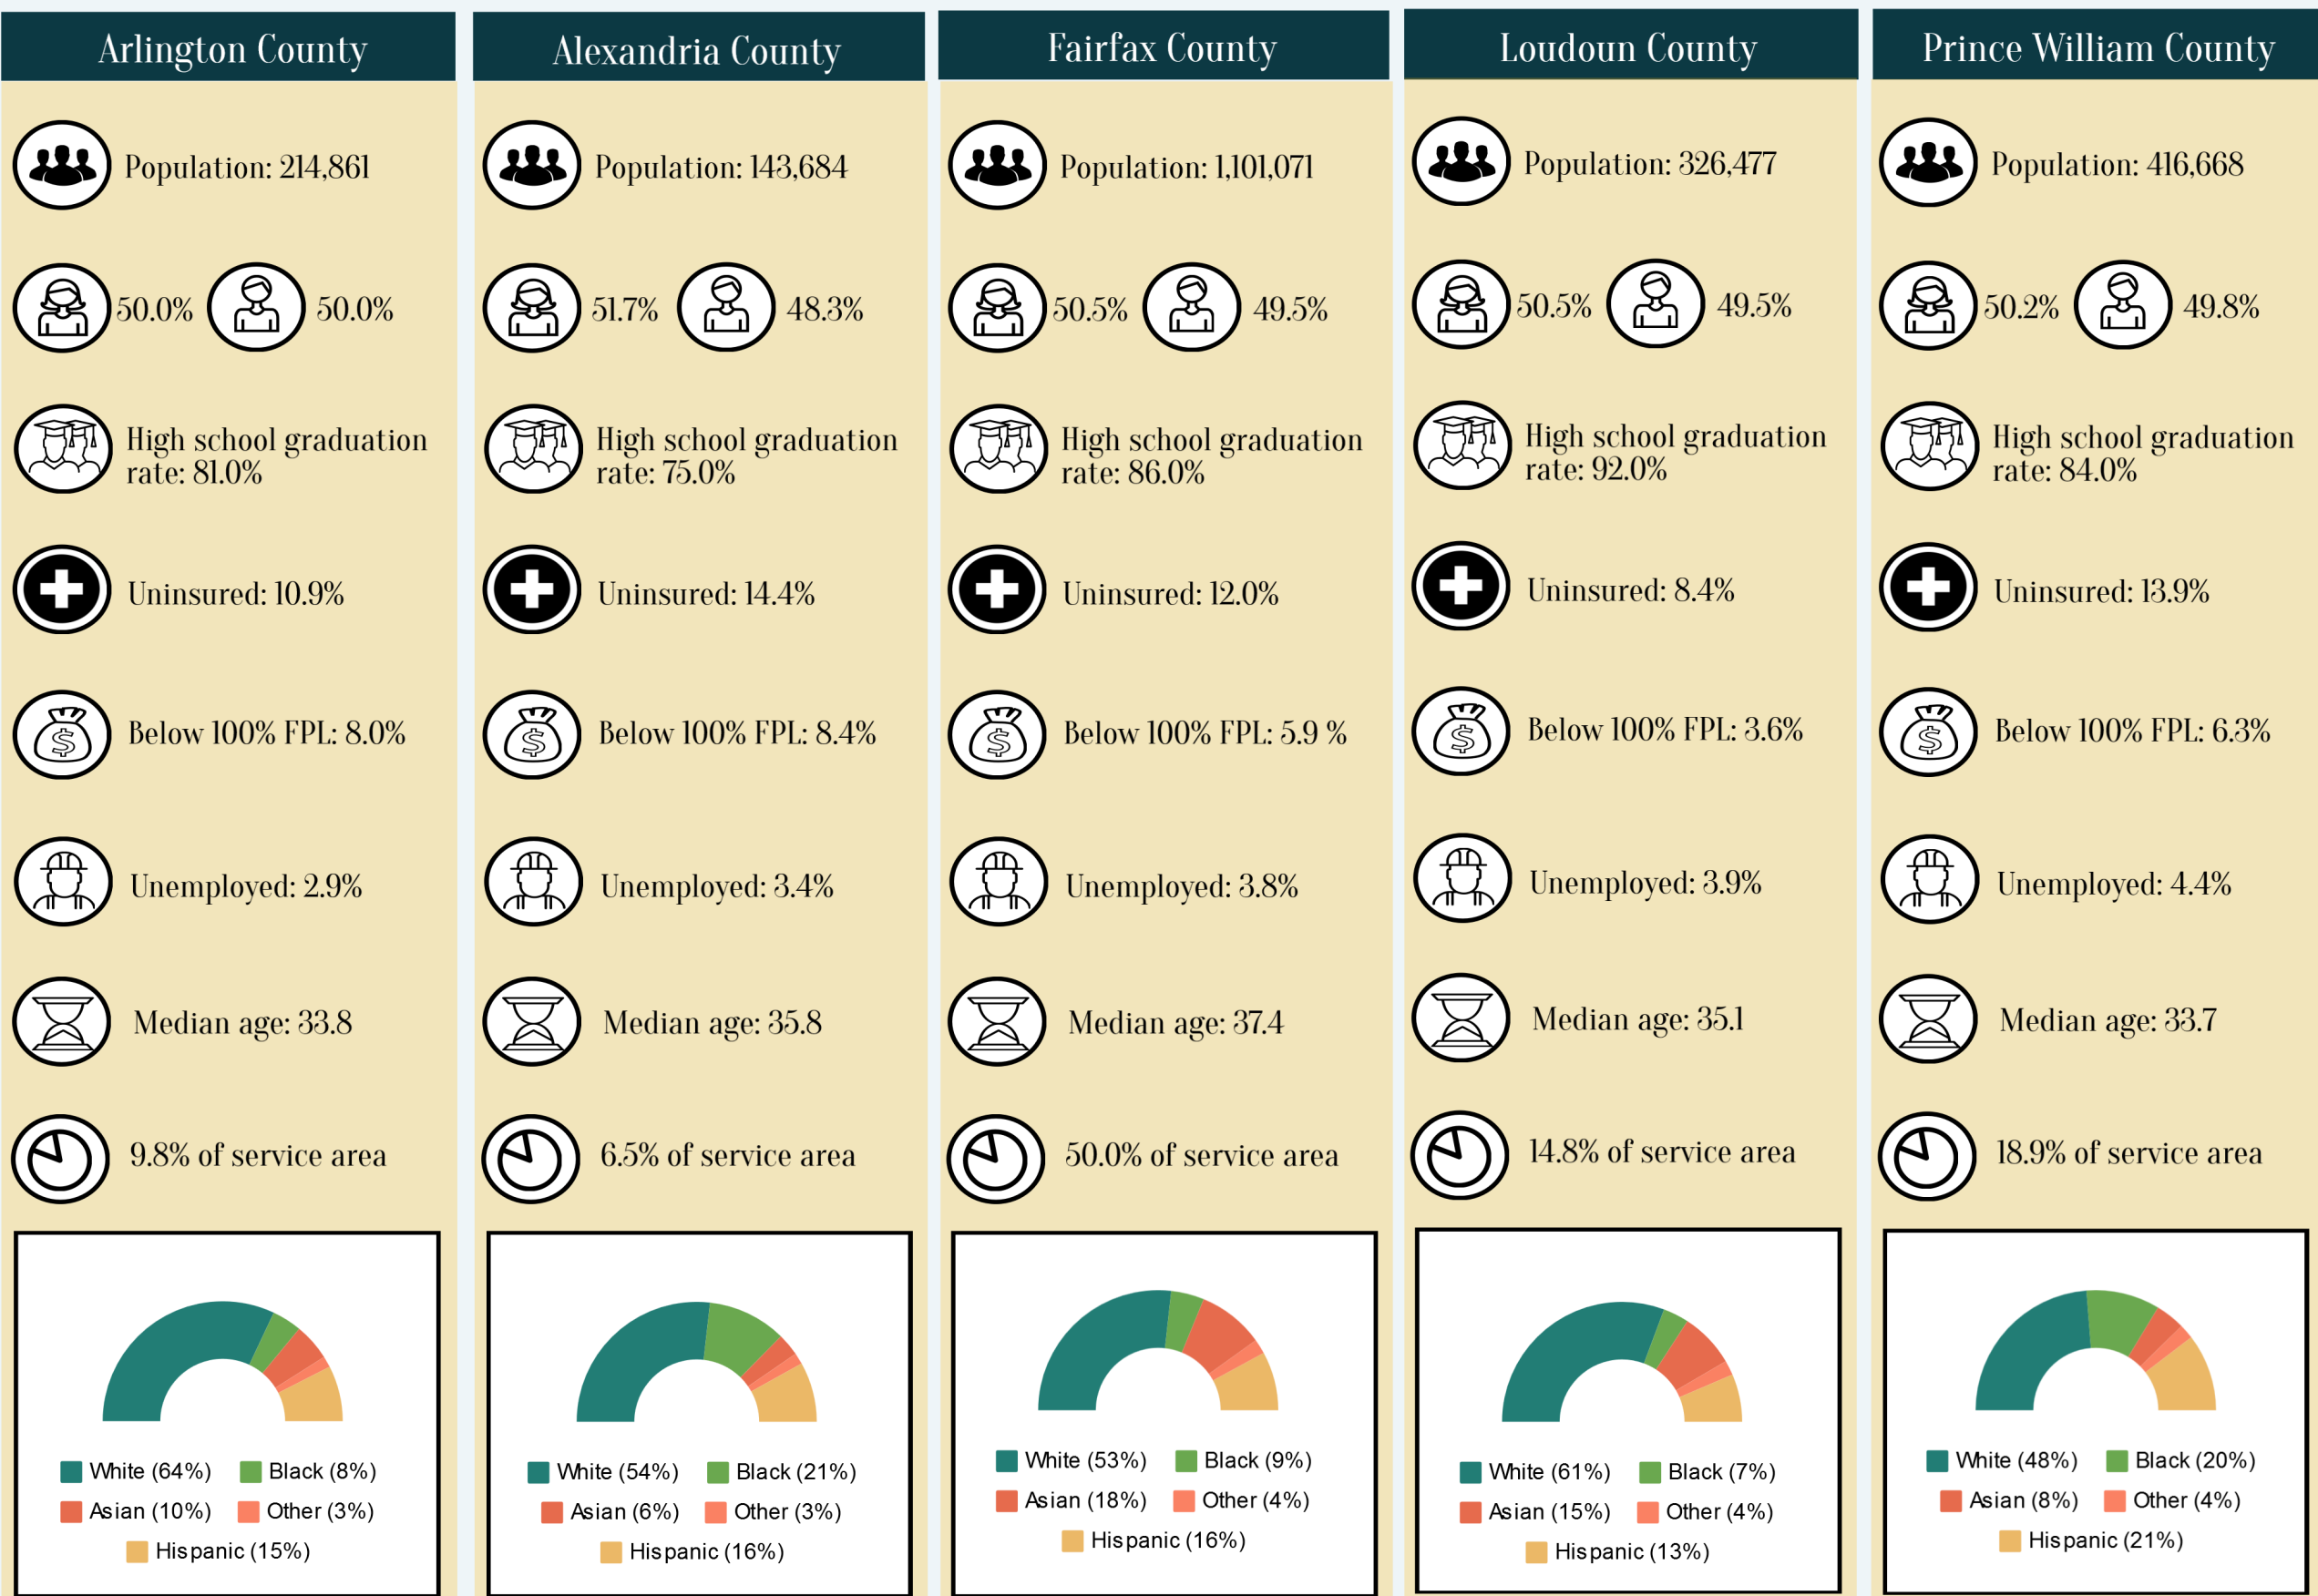 Arlington County
Population: 214,861
50.0% 50.0%
High school graduation
rate: 81.0%
Uninsured: 10.9%
Below 100% FPL: 8.0%
Unemployed: 2.9%
Median age: 33.8
9.8% of service area
White (64%) Black (8%)
Asian (10%) Other (3%)
Hispanic (15%)
Alexandria County
Population: 143,684
51.7% 48.3%
High school graduation
rate: 75.0%
Uninsured: 14.4%
Below 100% FPL: 8.4%
Unemployed: 3.4%
Median age: 35.8
6.5% of service area
White (54%) Black (21%)
Asian (6%) Other (3%)
Hispanic (16%)
Fairfax County
Population: 1,101,071
50.5% 49.5%
High school graduation
rate: 86.0%
Uninsured: 12.0%
Below 100% FPL: 5.9 %
Unemployed: 3.8%
Median age: 37.4
50.0% of service area
White (53%) Black (9%)
Asian (18%) Other (4%)
Hispanic (16%)
Loudoun County
Population: 326,477
50.5% 49.5%
High school graduation
rate: 92.0%
Uninsured: 8.4%
Below 100% FPL: 3.6%
Unemployed: 3.9%
Median age: 35.1
14.8% of service area
White (61%) Black (7%)
Asian (15%) Other (4%)
Hispanic (13%)
Prince William County
Population: 416,668
50.2% 49.8%
High school graduation
rate: 84.0%
Uninsured: 13.9%
Below 100% FPL: 6.3%
Unemployed: 4.4%
Median age: 33.7
18.9% of service area
White (48%) Black (20%)
Asian (8%) Other (4%)
Hispanic (21%)